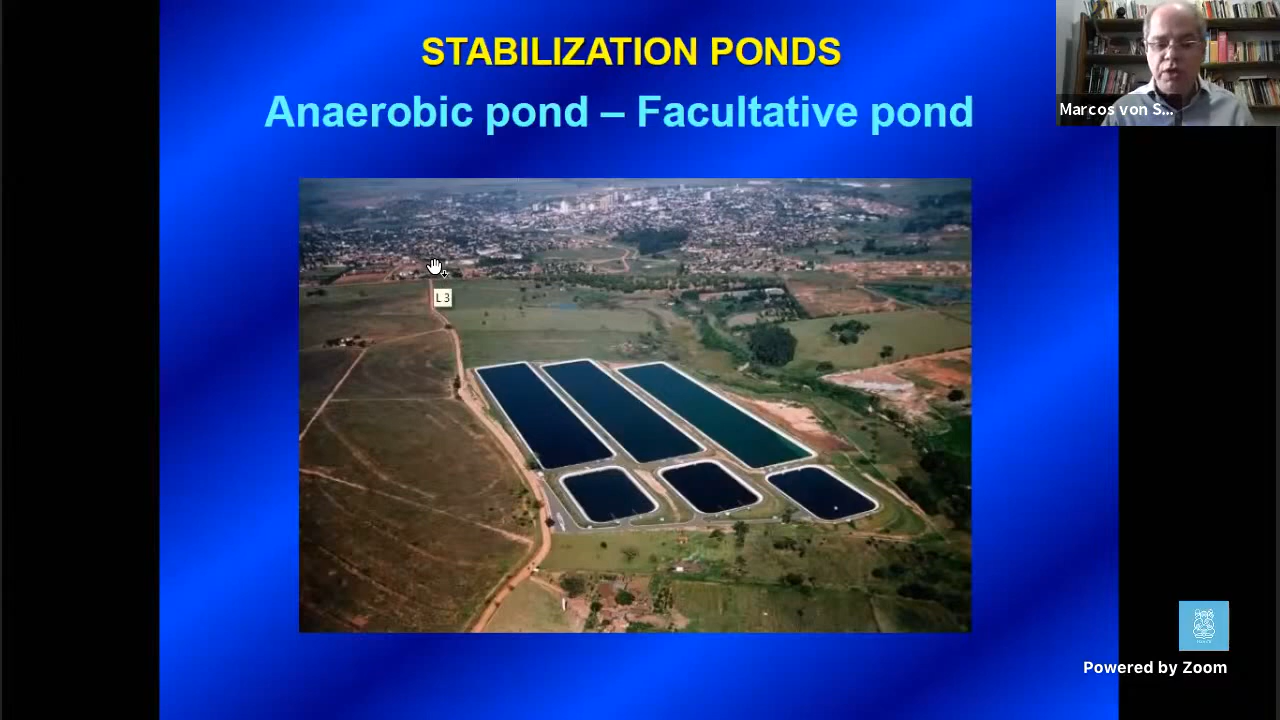 STABILIZATION PONDS
Anaerobic pond – Facultative pond
Marcos von S...
L 3
Powered by Zoom